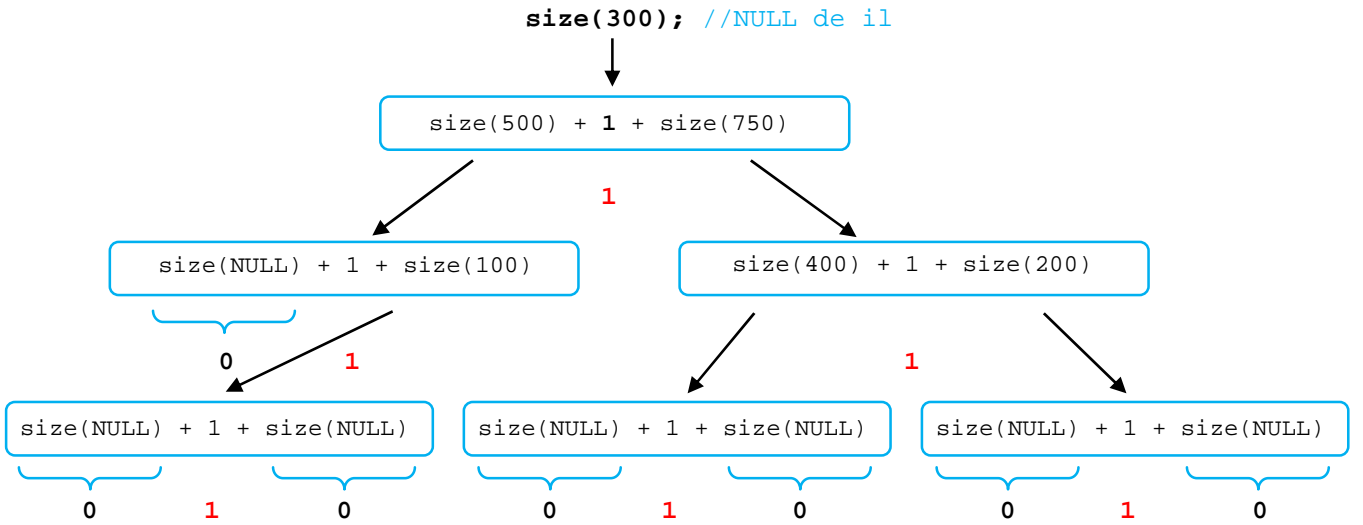 size(300); //NULL de il
size(500) + 1 + size(750)
1
size(NULL) + 1 + size(100) size(400) + 1 + size(200)
0 1 1
size(NULL) + 1 + size(NULL) size(NULL) + 1 + size(NULL) size(NULL) + 1 + size(NULL)
0 1 0 0 1 0 0 1 0